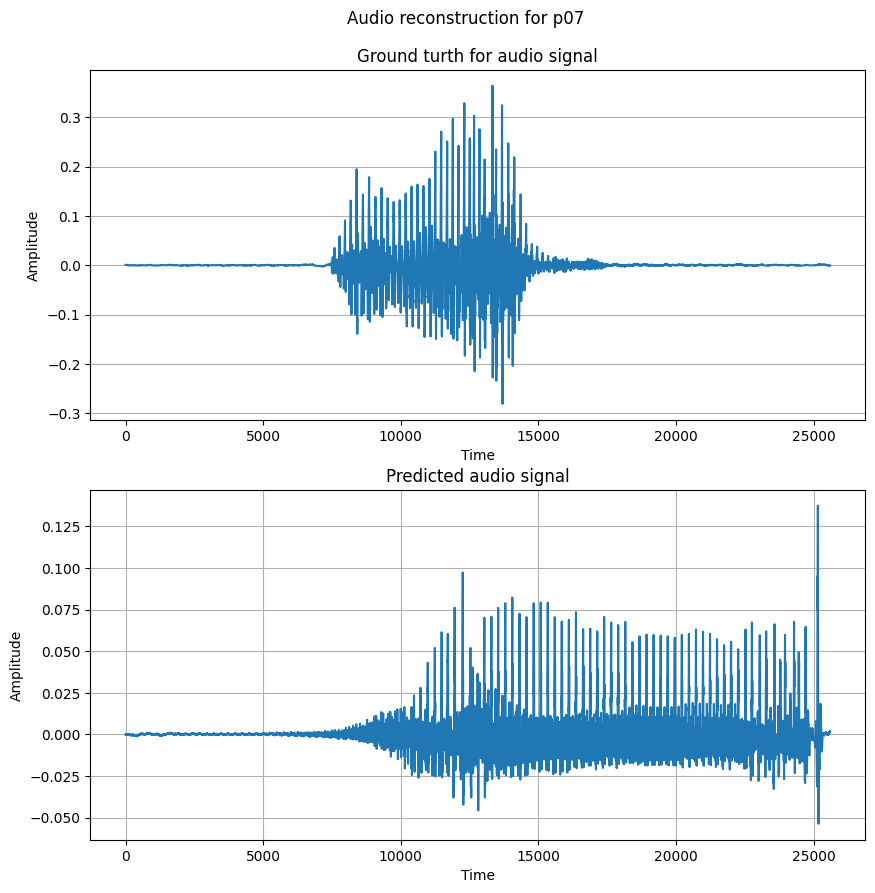 Audio reconstruction for p07
Ground turth for audio signal
0.3
0.2
0.1
0.0
−0.1
−0.2
−0.3
Amplitude
0 5000 10000 15000 20000 25000
Time
Predicted audio signal
0.125
0.100
0.075
0.050
0.025
0.000
−0.025
−0.050
Amplitude
0 5000 10000 15000 20000 25000
Time